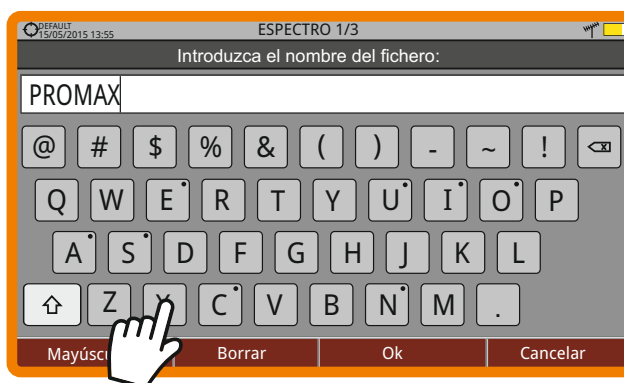 DEFAULT
ESPECTRO 1/3
15/05/2015 13:55
Introduzca el nombre del fichero:
PROMAX
@ # $ % & ( ) - ~ !
Q W E R T Y U I O P
A S D F G H J K L
Z X C V B N M .
Borrar Ok Cancelar